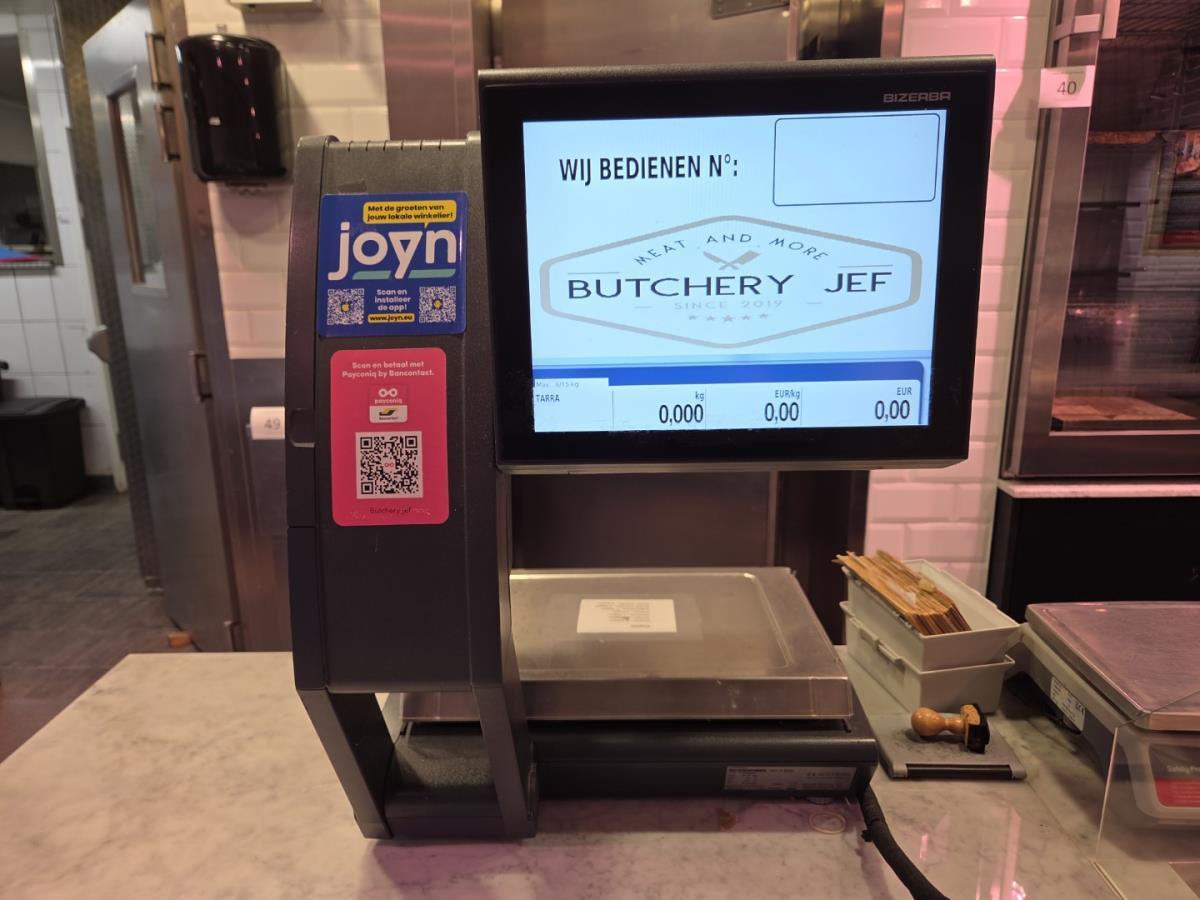 BIZERBA
40
WIJ BEDIENEN N°:
MEAT AND MORE
BUTCHERY JEF
SINCE 2019
TARRA
kg
EUR/kg
EUR
0,000
0,00
0,00
Met de groeten van
jouw lokale winkelier!
joyn
Scan en
installeer
de app!
www.joyn.eu
Scan en betaal met
Payconiq by Bancontact.
payconiq
Bancontact
Butchery jef
49